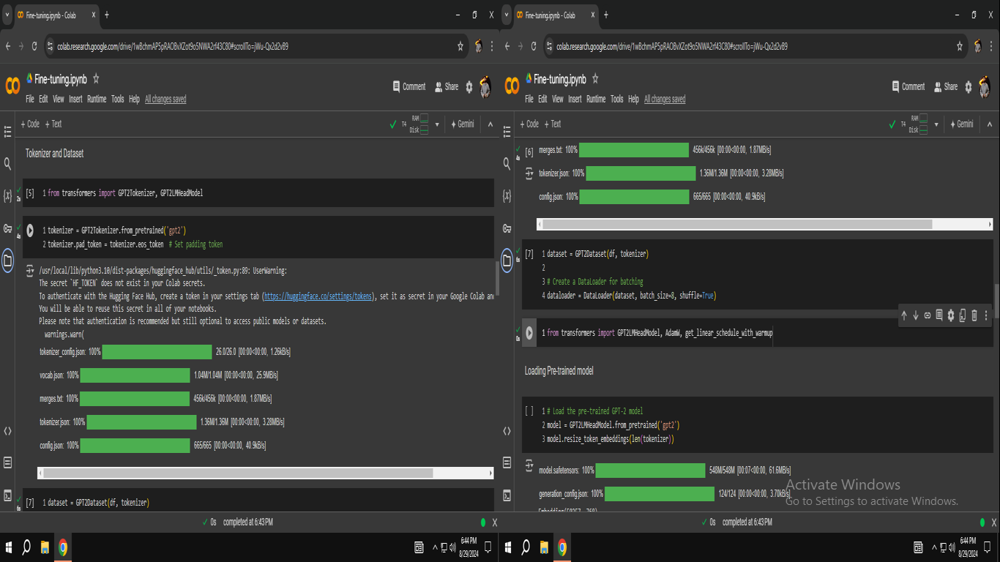 Fine-tuning.ipynb - Colab
colab.research.google.com/drive/1wBchmAP5pRAOBvXZot9o5NWA2rf43C80#scrollTo=jWu-Qx2d2vB9
Fine-tuning.ipynb
Comment Share
File Edit View Insert Runtime Tools Help All changes saved
+ Code + Text
T4 RAM Disk Gemini
Tokenizer and Dataset
2s
[5] 1 from transformers import GPT2Tokenizer, GPT2LMHeadModel
4s
1 tokenizer = GPT2Tokenizer.from_pretrained('gpt2')
2 tokenizer.pad_token = tokenizer.eos_token # Set padding token
/usr/local/lib/python3.10/dist-packages/huggingface_hub/utils/_token.py:89: UserWarning:
The secret `HF_TOKEN` does not exist in your Colab secrets.
To authenticate with the Hugging Face Hub, create a token in your settings tab (https://huggingface.co/settings/tokens), set it as secret in your Google Colab and
You will be able to reuse this secret in all of your notebooks.
Please note that authentication is recommended but still optional to access public models or datasets.
warnings.warn(
tokenizer_config.json: 100% 26.0/26.0 [00:00<00:00, 1.26kB/s]
vocab.json: 100% 1.04M/1.04M [00:00<00:00, 25.9MB/s]
merges.txt: 100% 456k/456k [00:00<00:00, 1.87MB/s]
tokenizer.json: 100% 1.36M/1.36M [00:00<00:00, 3.28MB/s]
config.json: 100% 665/665 [00:00<00:00, 40.9kB/s]
[7] 1 dataset = GPT2Dataset(df, tokenizer)
0s completed at 6:43 PM
6:44 PM
8/29/2024
Fine-tuning.ipynb - Colab
colab.research.google.com/drive/1wBchmAP5pRAOBvXZot9o5NWA2rf43C80#scrollTo=jWu-Qx2d2vB9
Fine-tuning.ipynb
Comment Share
File Edit View Insert Runtime Tools Help All changes saved
+ Code + Text
T4 RAM Disk Gemini
4s
[6] merges.txt: 100% 456k/456k [00:00<00:00, 1.87MB/s]
tokenizer.json: 100% 1.36M/1.36M [00:00<00:00, 3.28MB/s]
config.json: 100% 665/665 [00:00<00:00, 40.9kB/s]
[7] 1 dataset = GPT2Dataset(df, tokenizer)
2
3 # Create a DataLoader for batching
4 dataloader = DataLoader(dataset, batch_size=8, shuffle=True)
0s
1 from transformers import GPT2LMHeadModel, AdamW, get_linear_schedule_with_warmup
Loading Pre-trained model
[ ] 1 # Load the pre-trained GPT-2 model
2 model = GPT2LMHeadModel.from_pretrained('gpt2')
3 model.resize_token_embeddings(len(tokenizer))
model.safetensors: 100% 548M/548M [00:07<00:00, 61.6MB/s]
generation_config.json: 100% 124/124 [00:00<00:00, 3.70kB/s]
Embedding(50257, 768)
Activate Windows
Go to Settings to activate Windows.
0s completed at 6:43 PM
6:44 PM
8/29/2024